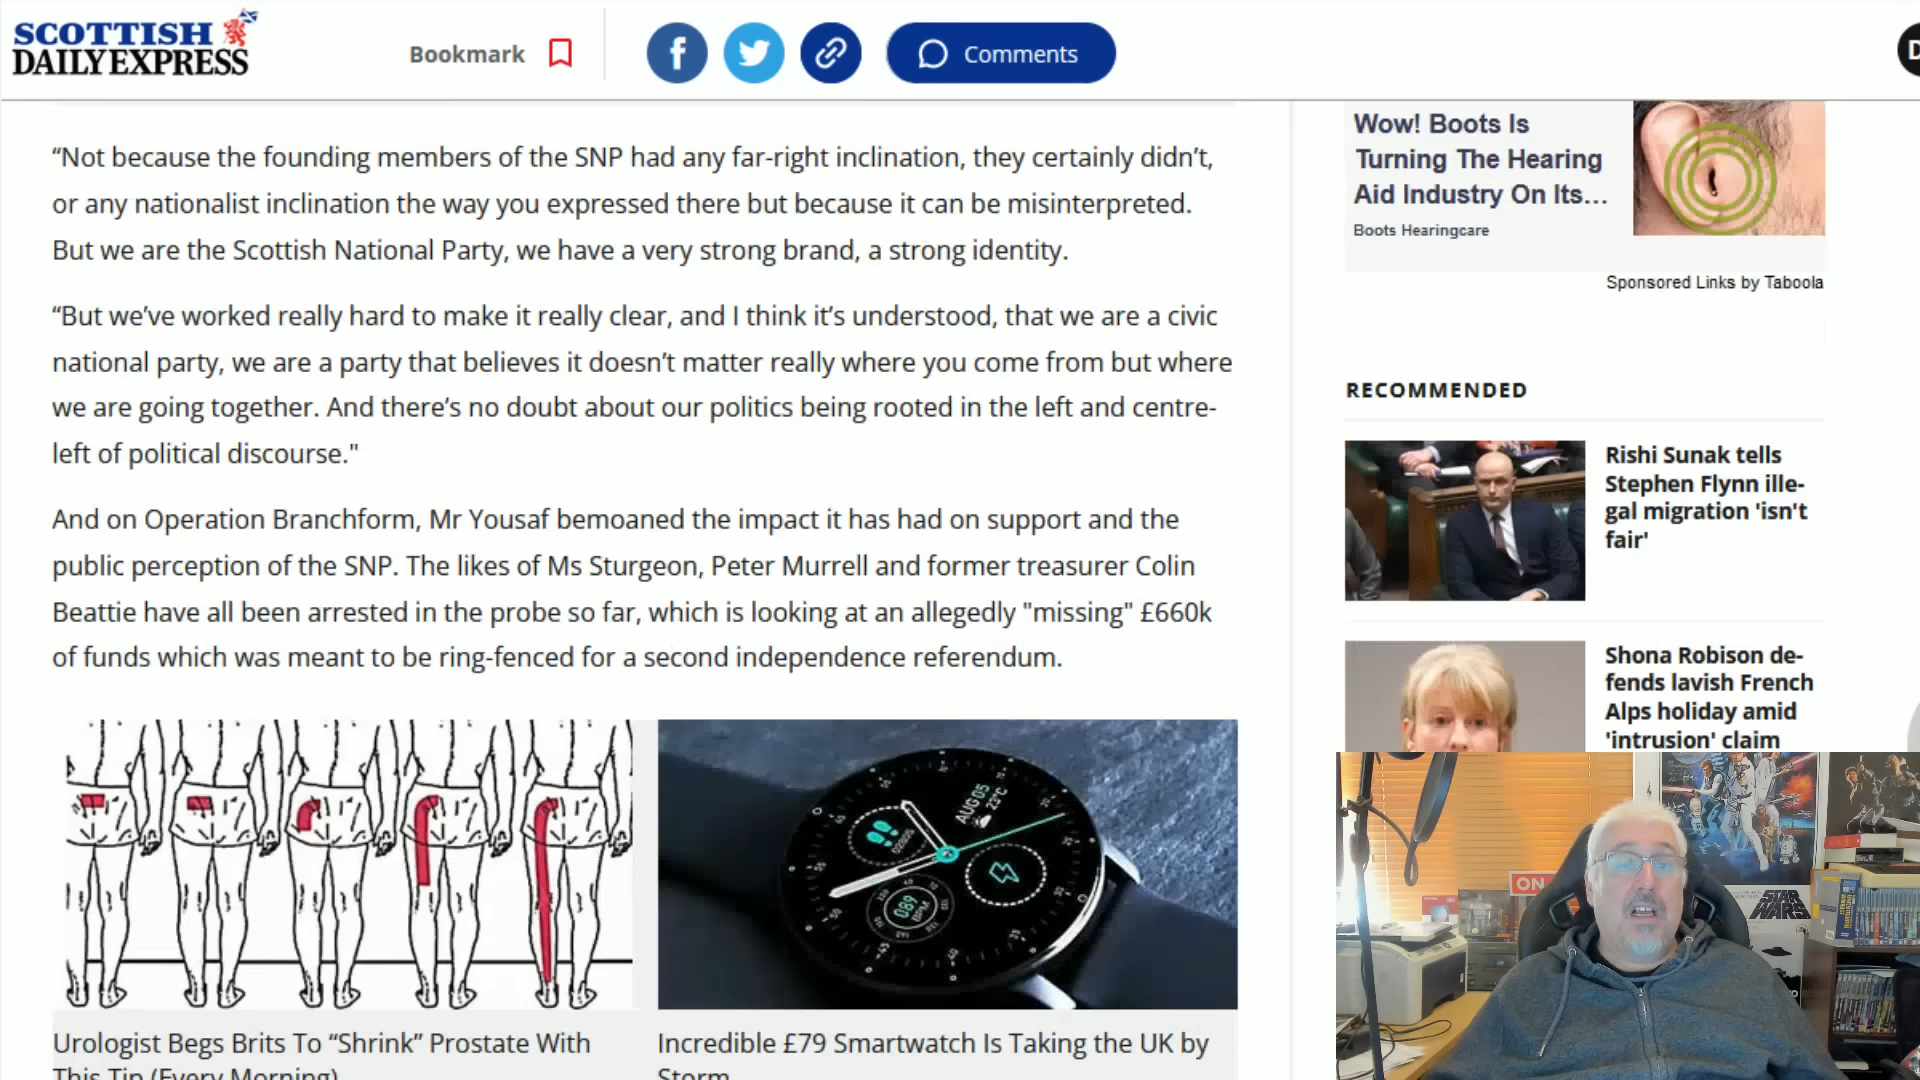 SCOTTISH
DAILY EXPRESS
Bookmark
Comments
“Not because the founding members of the SNP had any far-right inclination, they certainly didn’t,
or any nationalist inclination the way you expressed there but because it can be misinterpreted.
But we are the Scottish National Party, we have a very strong brand, a strong identity.
“But we’ve worked really hard to make it really clear, and I think it’s understood, that we are a civic
national party, we are a party that believes it doesn’t matter really where you come from but where
we are going together. And there’s no doubt about our politics being rooted in the left and centre-
left of political discourse."
And on Operation Branchform, Mr Yousaf bemoaned the impact it has had on support and the
public perception of the SNP. The likes of Ms Sturgeon, Peter Murrell and former treasurer Colin
Beattie have all been arrested in the probe so far, which is looking at an allegedly "missing" £660k
of funds which was meant to be ring-fenced for a second independence referendum.
AUG 05
23°C
089
Urologist Begs Brits To “Shrink” Prostate With
This Tip (Every Morning)
Incredible £79 Smartwatch Is Taking the UK by
Storm
Wow! Boots Is
Turning The Hearing
Aid Industry On Its...
Boots Hearingcare
Sponsored Links by Taboola
RECOMMENDED
Rishi Sunak tells
Stephen Flynn ille-
gal migration 'isn't
fair'
Shona Robison de-
fends lavish French
Alps holiday amid
'intrusion' claim
ON
STAR
WARS